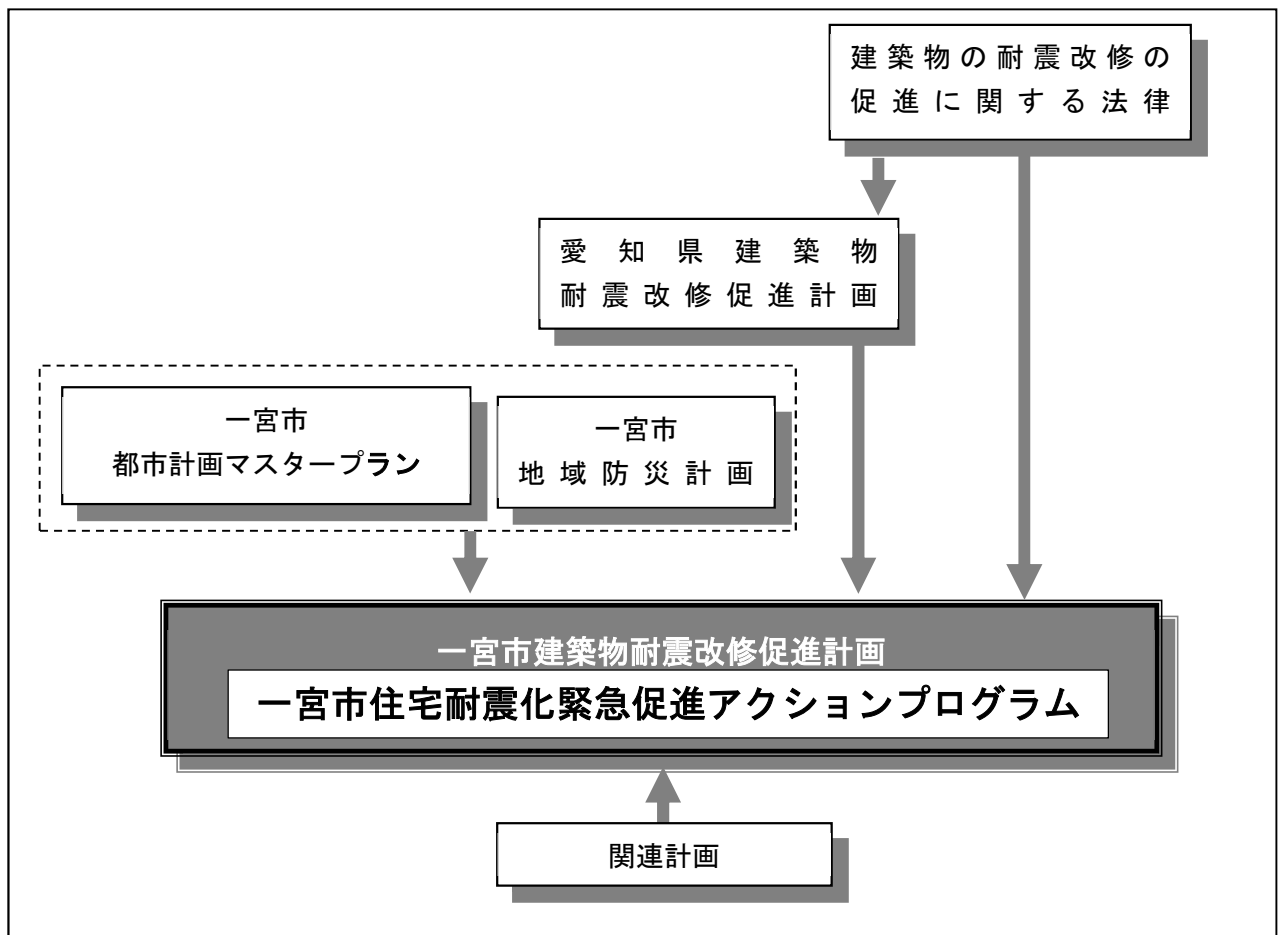 建築物の耐震改修の
促進に関する法律
愛知県建築物
耐震改修促進計画
一宮市
都市計画マスタープラン
一宮市
地域防災計画
一宮市建築物耐震改修促進計画
一宮市住宅耐震化緊急促進アクションプログラム
関連計画